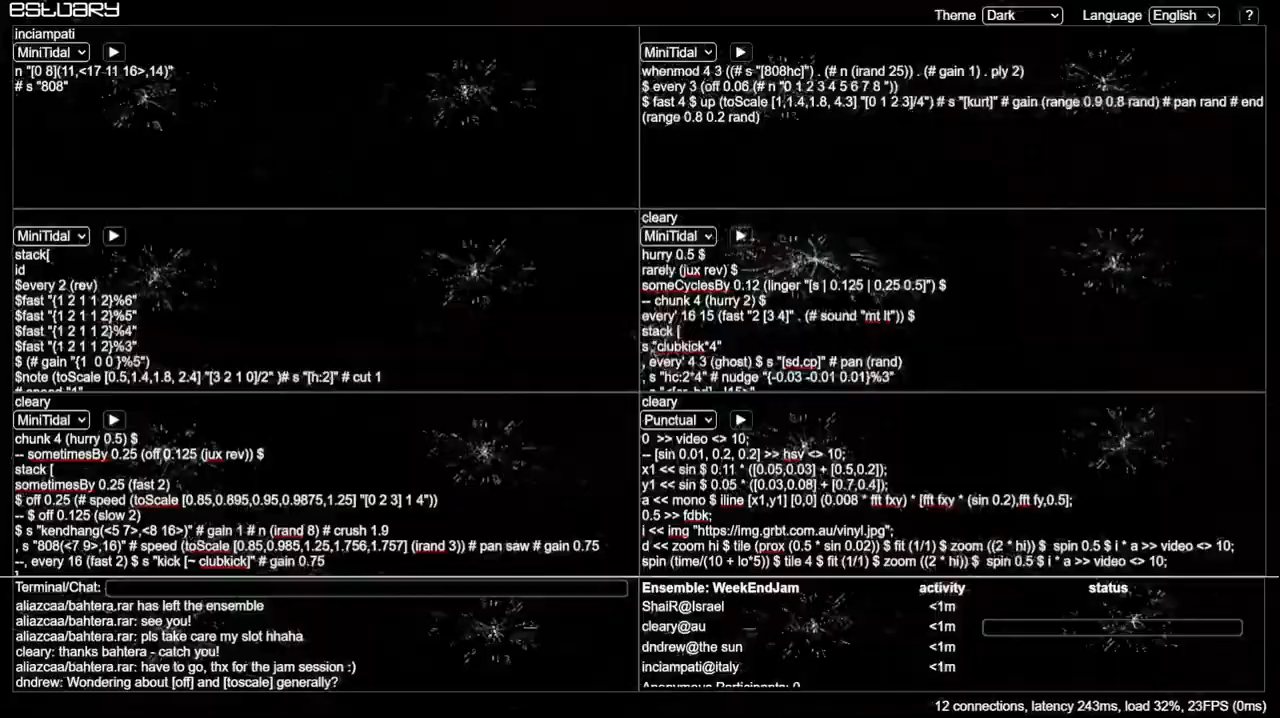 estuary
Theme Dark Language English ?
inciampati
MiniTidal
n "[0 8](11,<17 11 16>,14)"
# s "808"
MiniTidal
whenmod 4 3 ((# s "[808hc]") . (# n (irand 25)) . (# gain 1) . ply 2)
$ every 3 (off 0.06 (# n "0 1 2 3 4 5 6 7 8 "))
$ fast 4 $ up (toScale [1,1.4,1.8, 4.3] "[0 1 2 3]/4") # s "[kurt]" # gain (range 0.9 0.8 rand) # pan rand # end
(range 0.8 0.2 rand)
MiniTidal
stack[
id
$every 2 (rev)
$fast "{1 2 1 1 2}%6"
$fast "{1 2 1 1 2}%5"
$fast "{1 2 1 1 2}%4"
$fast "{1 2 1 1 2}%3"
$ (# gain "{1 0 0 }%5")
$note (toScale [0.5,1.4,1.8, 2.4] "[3 2 1 0]/2" )# s "[h:2]" # cut 1
# speed "1"
cleary
MiniTidal
hurry 0.5 $
rarely (jux rev) $
someCyclesBy 0.12 (linger "[s | 0.125 | 0.25 0.5]") $
-- chunk 4 (hurry 2) $
every' 16 15 (fast "2 [3 4]" . (# sound "mt lt")) $
stack [
s "clubkick*4"
, every' 4 3 (ghost) $ s "[sd,cp]" # pan (rand)
, s "hc:2*4" # nudge "{-0.03 -0.01 0.01}%3"
cleary
MiniTidal
chunk 4 (hurry 0.5) $
-- sometimesBy 0.25 (off 0.125 (jux rev)) $
stack [
sometimesBy 0.25 (fast 2)
$ off 0.25 (# speed (toScale [0.85,0.895,0.95,0.9875,1.25] "[0 2 3] 1 4"))
-- $ off 0.125 (slow 2)
$ s "kendhang(<5 7>,<8 16>)" # gain 1 # n (irand 8) # crush 1.9
, s "808(<7 9>,16)" # speed (toScale [0.85,0.985,1.25,1.756,1.757] (irand 3)) # pan saw # gain 0.75
--, every 16 (fast 2) $ s "kick [~ clubkick]" # gain 0.75
cleary
Punctual
0 >> video <> 10;
-- [sin 0.01, 0.2, 0.2] >> hsv <> 10;
x1 << sin $ 0.11 * ([0.05,0.03] + [0.5,0.2]);
y1 << sin $ 0.05 * ([0.03,0.08] + [0.7,0.4]);
a << mono $ iline [x1,y1] [0,0] (0.008 * fft fxy) * [fft fxy * (sin 0.2),fft fy,0.5];
0.5 >> fdbk;
i << img "https://img.grbt.com.au/vinyl.jpg";
d << zoom hi $ tile (prox (0.5 * sin 0.02)) $ fit (1/1) $ zoom ((2 * hi)) $ spin 0.5 $ i * a >> video <> 10;
spin (time/(10 + lo*5)) $ tile 4 $ fit (1/1) $ zoom ((2 * hi)) $ spin 0.5 $ i * a >> video <> 10;
Terminal/Chat:
aliazcaa/bahtera.rar has left the ensemble
aliazcaa/bahtera.rar: see you!
aliazcaa/bahtera.rar: pls take care my slot hhaha
cleary: thanks bahtera - catch you!
aliazcaa/bahtera.rar: have to go, thx for the jam session :)
dndrew: Wondering about [off] and [toscale] generally?
Ensemble: WeekEndJam activity status
ShaiR@Israel <1m
cleary@au <1m
dndrew@the sun <1m
inciampati@italy <1m
Anonymous Participants: 0
12 connections, latency 243ms, load 32%, 23FPS (0ms)